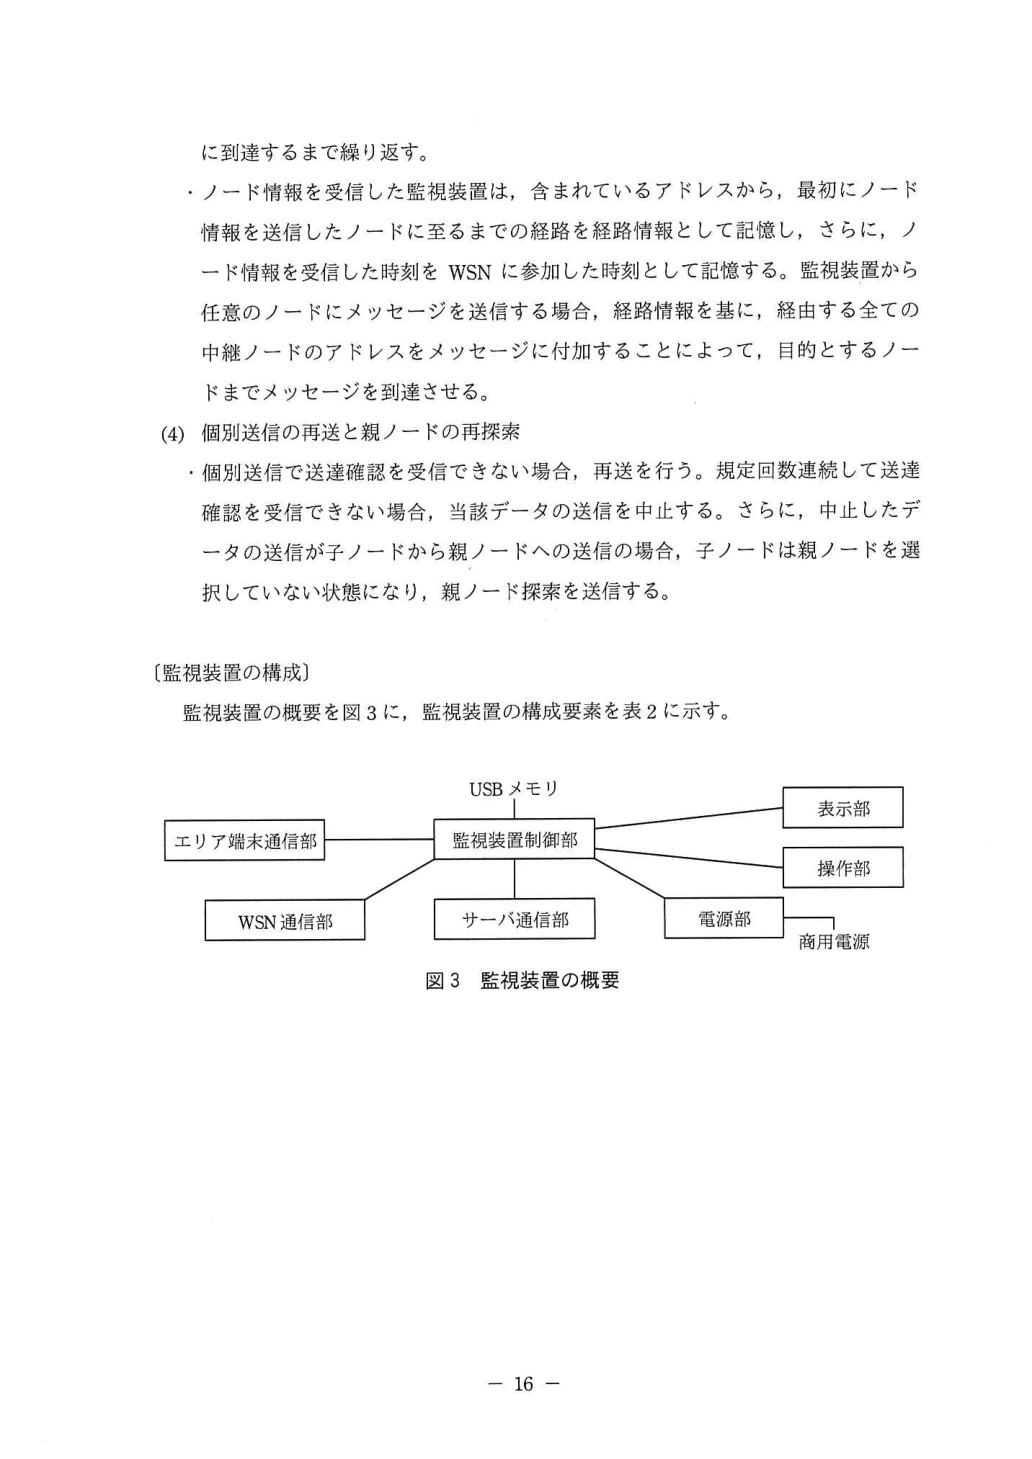 に到達するまで繰り返す。
・ノード情報を受信した監視装置は，含まれているアドレスから，最初にノード
情報を送信したノードに至るまでの経路を経路情報として記憶し，さらに，ノ
ード情報を受信した時刻を WSN に参加した時刻として記憶する。監視装置から
任意のノードにメッセージを送信する場合，経路情報を基に，経由する全ての
中継ノードのアドレスをメッセージに付加することによって，目的とするノー
ドまでメッセージを到達させる。
(4) 個別送信の再送と親ノードの再探索
・個別送信で送達確認を受信できない場合，再送を行う。規定回数連続して送達
確認を受信できない場合，当該データの送信を中止する。さらに，中止したデ
ータの送信が子ノードから親ノードへの送信の場合，子ノードは親ノードを選
択していない状態になり，親ノード探索を送信する。
〔監視装置の構成〕
監視装置の概要を図 3 に，監視装置の構成要素を表 2 に示す。
USB メモリ
表示部
エリア端末通信部
監視装置制御部
操作部
WSN 通信部
サーバ通信部
電源部
商用電源
図 3 監視装置の概要
－ 16 －